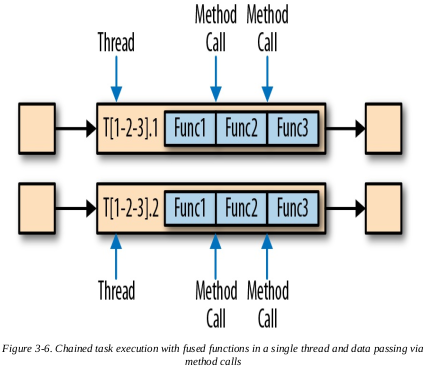 Thread
Method Call
Method Call
T[1-2-3].1 Func1 Func2 Func3
T[1-2-3].2 Func1 Func2 Func3
Thread
Method Call
Method Call
Figure 3-6. Chained task execution with fused functions in a single thread and data passing via
method calls